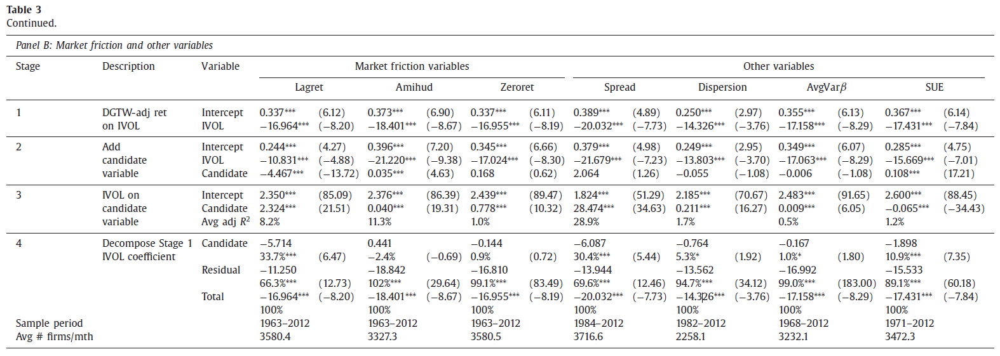 Table 3
Continued.
Panel B: Market friction and other variables
Stage Description Variable Market friction variables Other variables
Lagret Amihud Zeroret Spread Dispersion AvgVarβ SUE
1 DGTW-adj ret Intercept 0.337*** (6.12) 0.373*** (6.90) 0.337*** (6.11) 0.389*** (4.89) 0.250*** (2.97) 0.355*** (6.13) 0.367*** (6.14)
on IVOL IVOL −16.964*** (−8.20) −18.401*** (−8.67) −16.955*** (−8.19) −20.032*** (−7.73) −14.326*** (−3.76) −17.158*** (−8.29) −17.431*** (−7.84)
2 Add Intercept 0.244*** (4.27) 0.396*** (7.20) 0.345*** (6.66) 0.379*** (4.98) 0.249*** (2.95) 0.349*** (6.07) 0.285*** (4.75)
candidate IVOL −10.831*** (−4.88) −21.220*** (−9.38) −17.024*** (−8.30) −21.679*** (−7.23) −13.803*** (−3.70) −17.063*** (−8.29) −15.669*** (−7.01)
variable Candidate −4.467*** (−13.72) 0.035*** (4.63) 0.168 (0.62) 2.064 (1.26) −0.055 (−1.08) −0.006 (−1.08) 0.108*** (17.21)
3 IVOL on Intercept 2.350*** (85.09) 2.376*** (86.39) 2.439*** (89.47) 1.824*** (51.29) 2.185*** (70.67) 2.483*** (91.65) 2.600*** (88.45)
candidate Candidate 2.324*** (21.51) 0.040*** (19.31) 0.778*** (10.32) 28.474*** (34.63) 0.211*** (16.27) 0.009*** (6.05) −0.065*** (−34.43)
variable Avg adj R² 8.2% 11.3% 1.0% 28.9% 1.7% 0.5% 1.2%
4 Decompose Stage 1 Candidate −5.714 0.441 −0.144 −6.087 −0.764 −0.167 −1.898
IVOL coefficient 33.7%*** (6.47) −2.4% (−0.69) 0.9% (0.72) 30.4%*** (5.44) 5.3%* (1.92) 1.0%* (1.80) 10.9%*** (7.35)
Residual −11.250 −18.842 −16.810 −13.944 −13.562 −16.992 −15.533
66.3%*** (12.73) 102%*** (29.64) 99.1%*** (83.49) 69.6%*** (12.46) 94.7%*** (34.12) 99.0%*** (183.00) 89.1%*** (60.18)
Total −16.964*** (−8.20) −18.401*** (−8.67) −16.955*** (−8.19) −20.032*** (−7.73) −14.326*** (−3.76) −17.158*** (−8.29) −17.431*** (−7.84)
100% 100% 100% 100% 100% 100% 100%
Sample period 1963–2012 1963–2012 1963–2012 1984–2012 1982–2012 1968–2012 1971–2012
Avg # firms/mth 3580.4 3327.3 3580.5 3716.6 2258.1 3232.1 3472.3